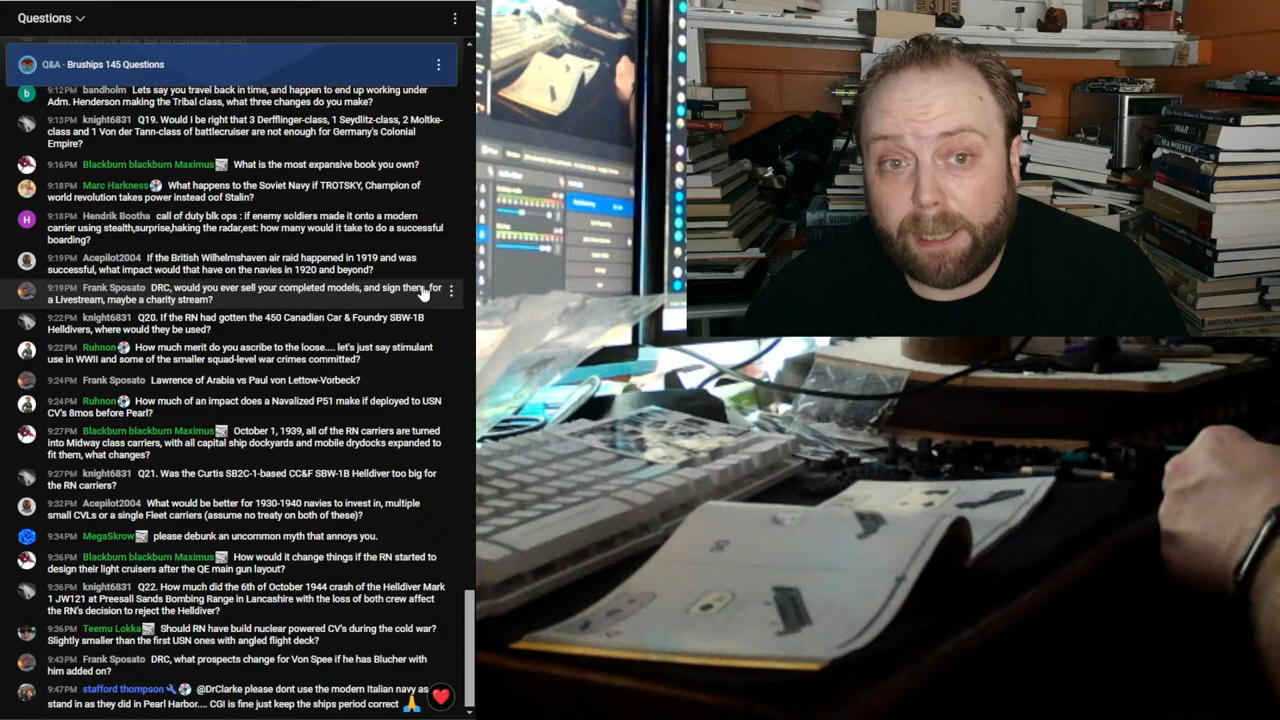 Questions
Q&A · Bruships 145 Questions
9:12PM bandholm Lets say you travel back in time, and happen to end up working under
Adm. Henderson making the Tribal class, what three changes do you make?
9:13PM knight6831 Q19. Would I be right that 3 Derfflinger-class, 1 Seydlitz-class, 2 Moltke-
class and 1 Von der Tann-class of battlecruiser are not enough for Germany's Colonial
Empire?
9:16PM Blackburn blackburn Maximus What is the most expensive book you own?
9:18PM Marc Harkness What happens to the Soviet Navy if TROTSKY, Champion of
world revolution takes power instead oof Stalin?
9:18PM Hendrik Bootha call of duty blk ops : if enemy soldiers made it onto a modern
carrier using stealth,surprise,haking the radar,est: how many would it take to do a successful
boarding?
9:19PM Acepilot2004 If the British Wilhelmshaven air raid happened in 1919 and was
successful, what impact would that have on the navies in 1920 and beyond?
9:19PM Frank Sposato DRC, would you ever sell your completed models, and sign them, for
a Livestream, maybe a charity stream?
9:22PM knight6831 Q20. If the RN had gotten the 450 Canadian Car & Foundry SBW-1B
Helldivers, where would they be used?
9:22PM Ruhnon How much merit do you ascribe to the loose.... let's just say stimulant
use in WWII and some of the smaller squad-level war crimes committed?
9:24PM Frank Sposato Lawrence of Arabia vs Paul von Lettow-Vorbeck?
9:24PM Ruhnon How much of an impact does a Navalized P51 make if deployed to USN
CV's 8mos before Pearl?
9:27PM Blackburn blackburn Maximus October 1, 1939, all of the RN carriers are turned
into Midway class carriers, with all capital ship dockyards and mobile drydocks expanded to
fit them, what changes?
9:27PM knight6831 Q21. Was the Curtis SB2C-1-based CC&F SBW-1B Helldiver too big for
the RN carriers?
9:32PM Acepilot2004 What would be better for 1930-1940 navies to invest in, multiple
small CVLs or a single Fleet carriers (assume no treaty on both of these)?
9:34PM MegaSkrow please debunk an uncommon myth that annoys you.
9:36PM Blackburn blackburn Maximus How would it change things if the RN started to
design their light cruisers after the QE main gun layout?
9:36PM knight6831 Q22. How much did the 6th of October 1944 crash of the Helldiver Mark
1 JW121 at Preesall Sands Bombing Range in Lancashire with the loss of both crew affect
the RN's decision to reject the Helldiver?
9:36PM Teemu Lokka Should RN have build nuclear powered CV's during the cold war?
Slightly smaller than the first USN ones with angled flight deck?
9:43PM Frank Sposato DRC, what prospects change for Von Spee if he has Blucher with
him added on?
9:47PM stafford thompson @DrClarke please dont use the modern Italian navy as
stand in as they did in Pearl Harbor.... CGI is fine just keep the ships period correct
WAR
SEA WOLVES
BRITISH WARSHIPS